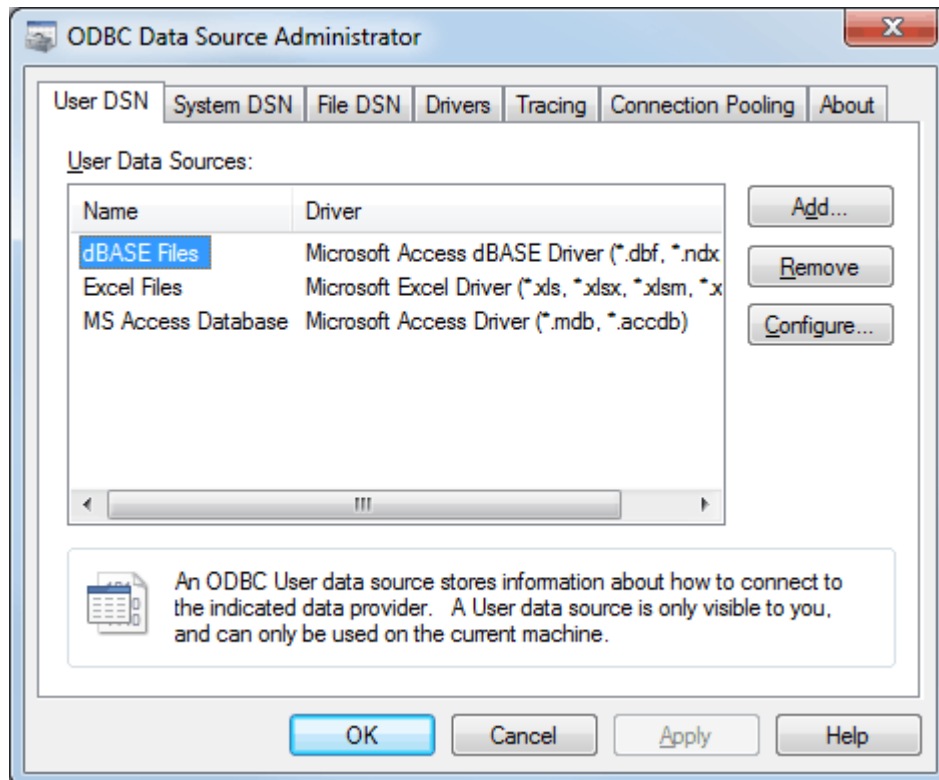 ODBC Data Source Administrator
User DSN System DSN File DSN Drivers Tracing Connection Pooling About
User Data Sources:
Name Driver
dBASE Files Microsoft Access dBASE Driver (*.dbf, *.ndx
Excel Files Microsoft Excel Driver (*.xls, *.xlsx, *.xlsm, *.x
MS Access Database Microsoft Access Driver (*.mdb, *.accdb)
Add...
Remove
Configure...
An ODBC User data source stores information about how to connect to
the indicated data provider. A User data source is only visible to you,
and can only be used on the current machine.
OK Cancel Apply Help